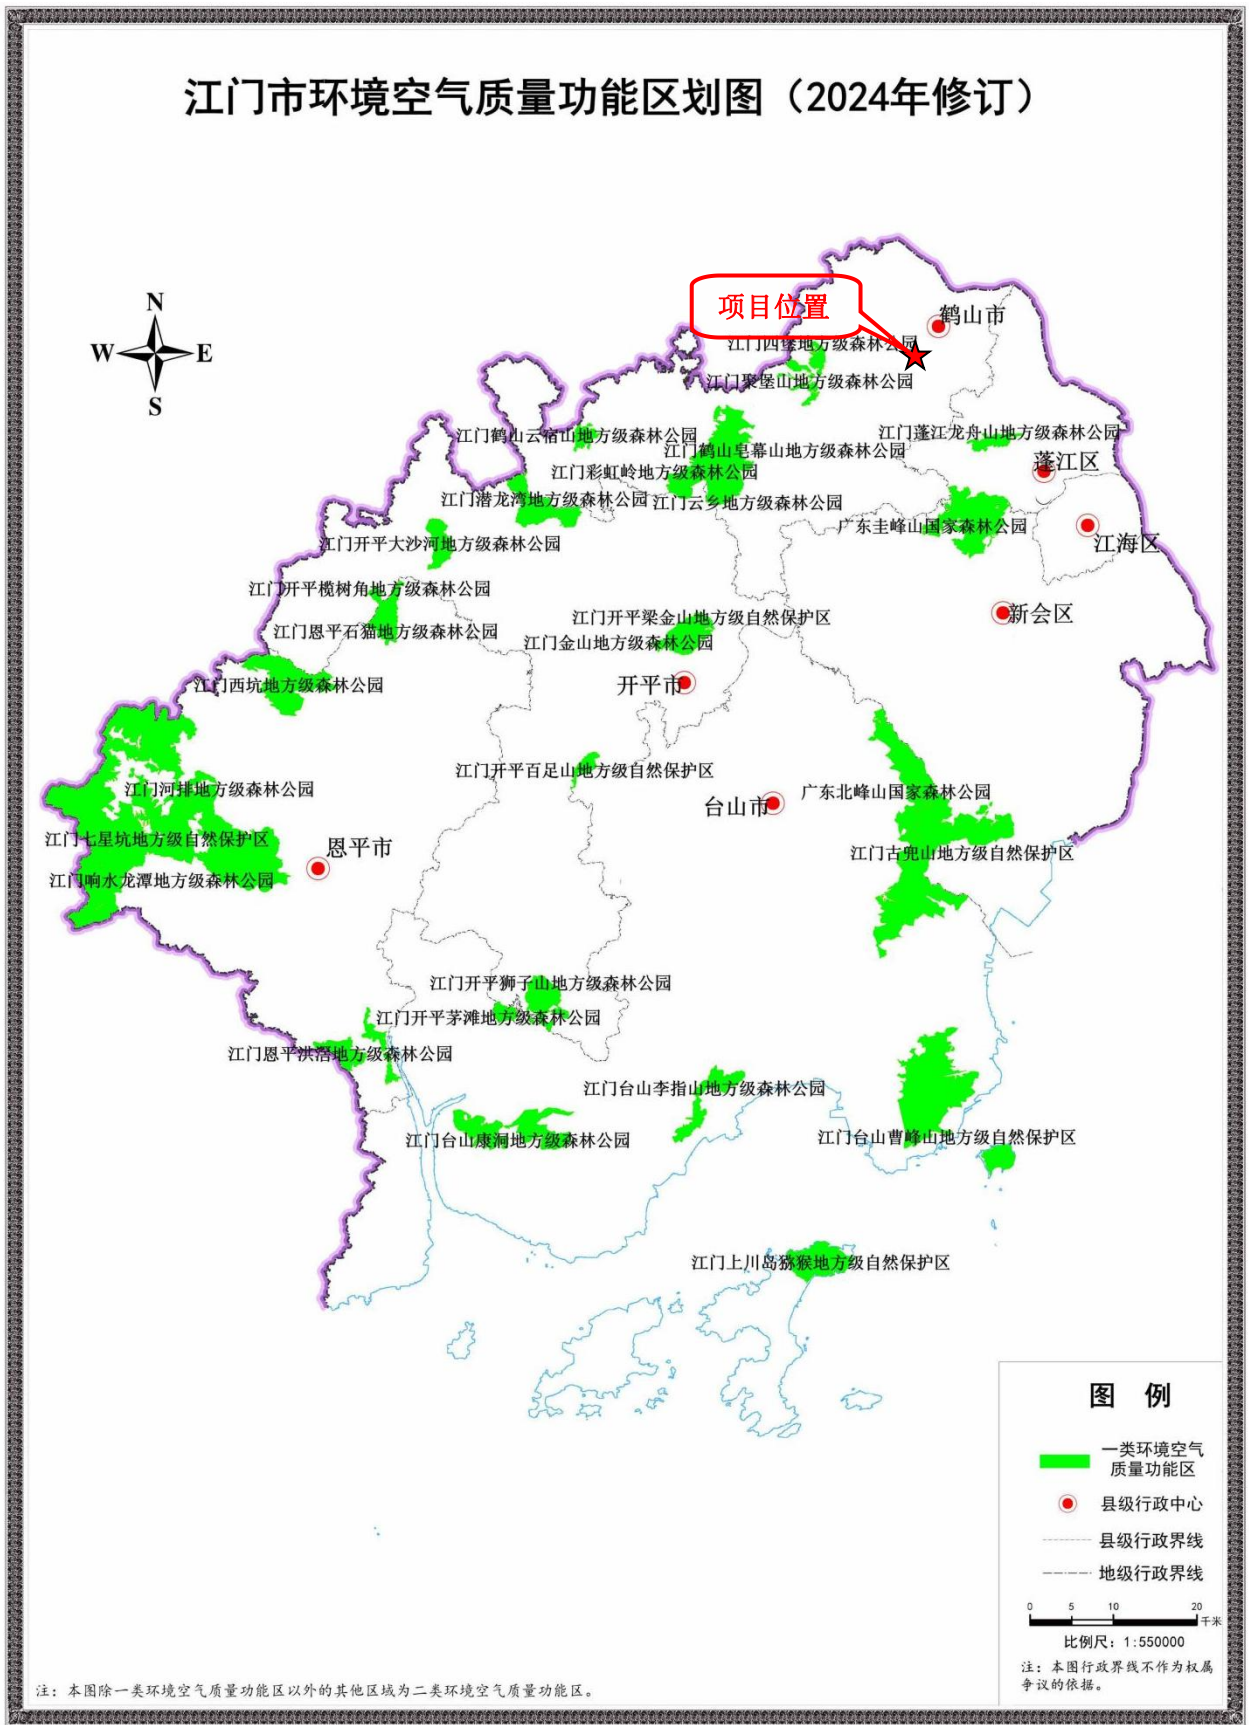 江门市环境空气质量功能区划图（2024年修订）
N
W
E
S
项目位置
鹤山市
江门四堡地方级森林公园
江门聚堡山地方级森林公园
江门鹤山云宿山地方级森林公园
江门鹤山皂幕山地方级森林公园
江门蓬江龙舟山地方级森林公园
蓬江区
江门彩虹岭地方级森林公园
江门潜龙湾地方级森林公园
江门云乡地方级森林公园
广东圭峰山国家森林公园
江海区
江门开平大沙河地方级森林公园
江门开平榄树角地方级森林公园
江门恩平石猫地方级森林公园
江门开平梁金山地方级自然保护区
江门金山地方级森林公园
新会区
江门西坑地方级森林公园
开平市
江门开平百足山地方级自然保护区
江门河排地方级森林公园
台山市
广东北峰山国家森林公园
江门七星坑地方级自然保护区
恩平市
江门古兜山地方级自然保护区
江门响水龙潭地方级森林公园
江门开平狮子山地方级森林公园
江门开平茅滩地方级森林公园
江门恩平洪滘地方级森林公园
江门台山李指山地方级森林公园
江门台山康洞地方级森林公园
江门台山曹峰山地方级自然保护区
江门上川岛猕猴地方级自然保护区
图 例
一类环境空气
质量功能区
县级行政中心
县级行政界线
地级行政界线
0 5 10 20
千米
比例尺：1:550000
注：本图行政界线不作为权属
争议的依据。
注：本图除一类环境空气质量功能区以外的其他区域为二类环境空气质量功能区。